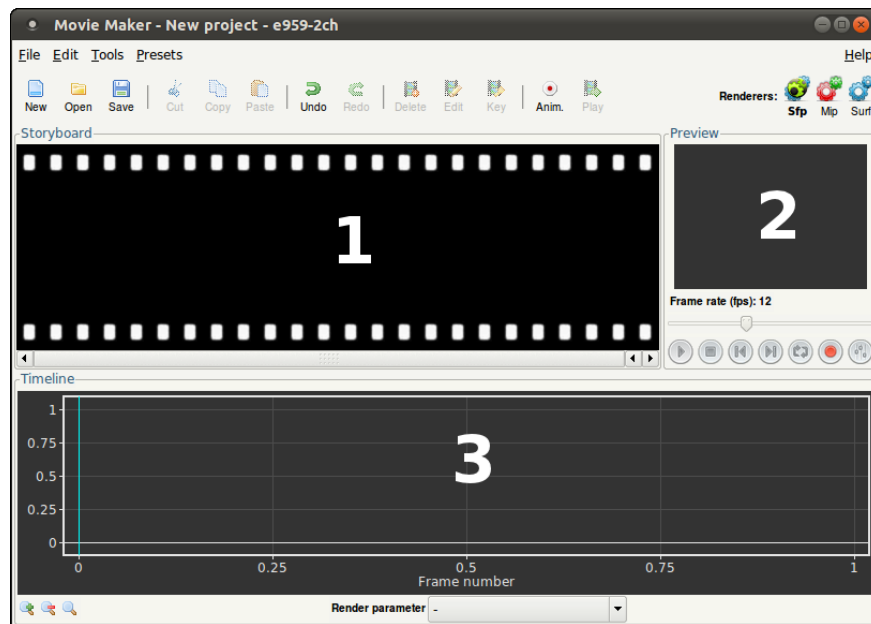 Movie Maker - New project - e959-2ch
File Edit Tools Presets Help
New Open Save Cut Copy Paste Undo Redo Delete Edit Key Anim. Play Renderers: Sfp Mip Surf
Storyboard
Preview
1
2
Frame rate (fps): 12
Timeline
1
0.75
0.5
0.25
0
3
0 0.25 0.5 0.75 1
Frame number
Render parameter -